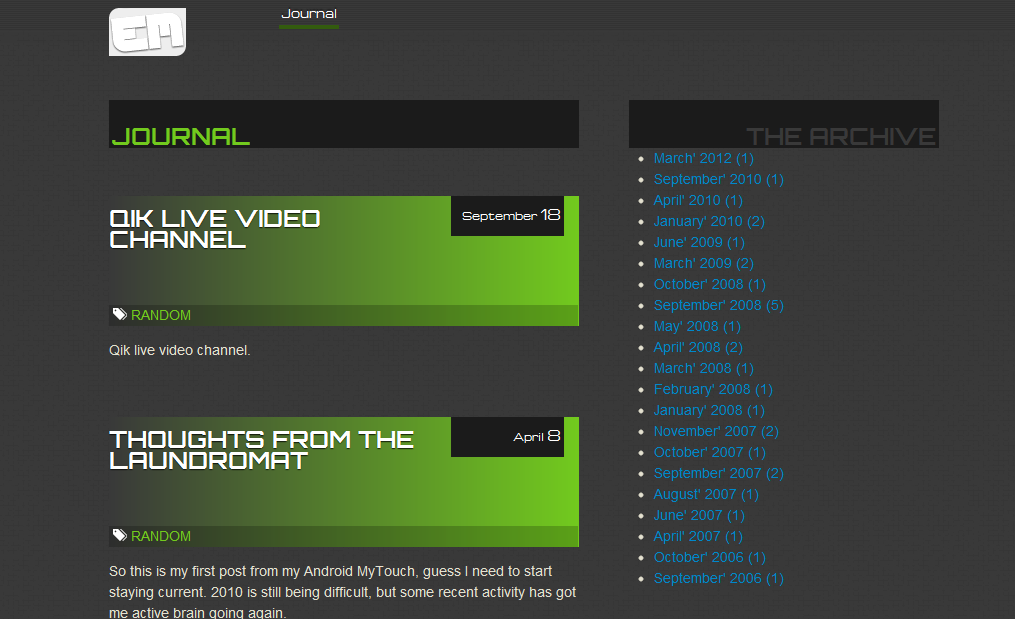 EM
Journal
JOURNAL
QIK LIVE VIDEO
CHANNEL
September 18
RANDOM
Qik live video channel.
THOUGHTS FROM THE
LAUNDROMAT
April 8
RANDOM
So this is my first post from my Android MyTouch, guess I need to start
staying current. 2010 is still being difficult, but some recent activity has got
me active brain going again.
THE ARCHIVE
March' 2012 (1)
September' 2010 (1)
April' 2010 (1)
January' 2010 (2)
June' 2009 (1)
March' 2009 (2)
October' 2008 (1)
September' 2008 (5)
May' 2008 (1)
April' 2008 (2)
March' 2008 (1)
February' 2008 (1)
January' 2008 (1)
November' 2007 (2)
October' 2007 (1)
September' 2007 (2)
August' 2007 (1)
June' 2007 (1)
April' 2007 (1)
October' 2006 (1)
September' 2006 (1)